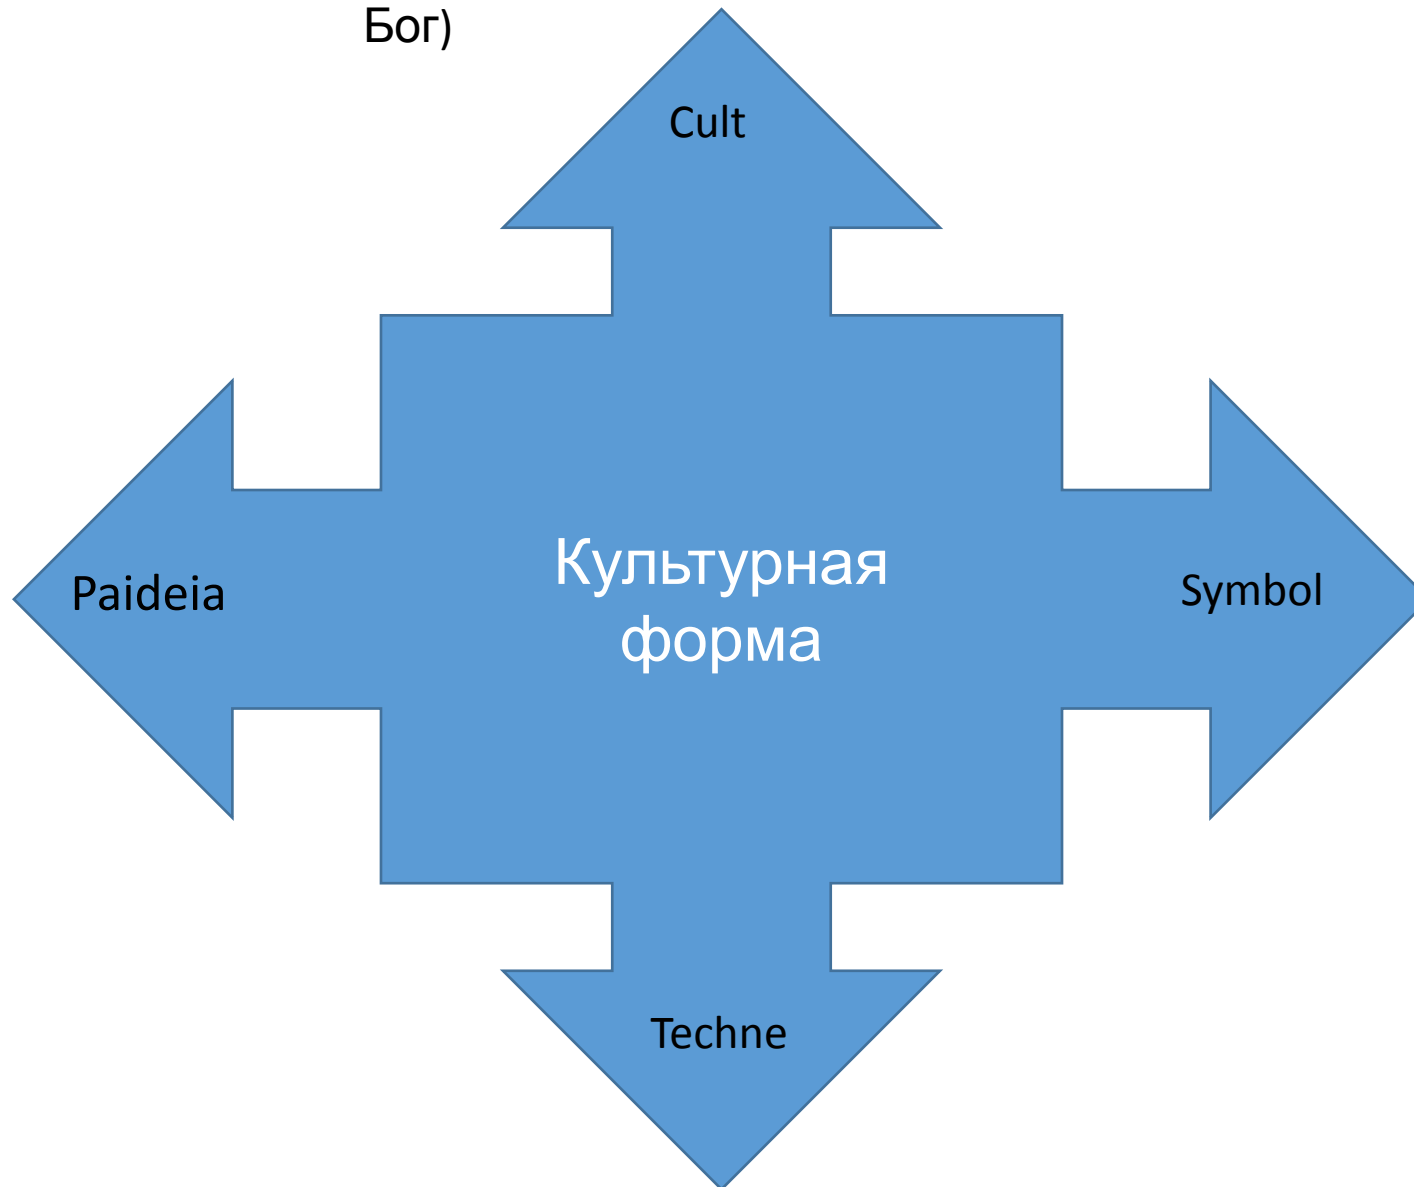 Бог)
Cult
Paideia
Культурная
форма
Symbol
Techne